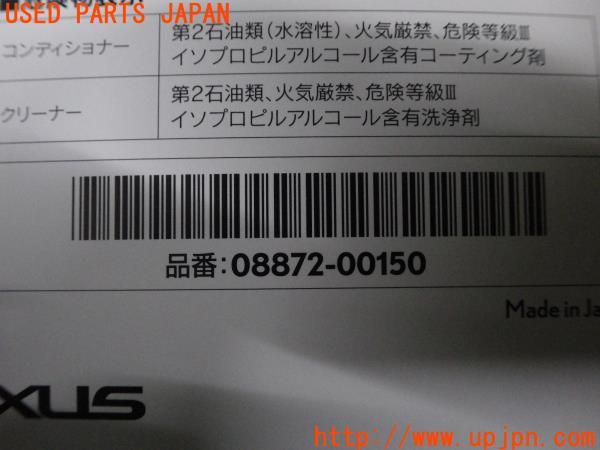 USED PARTS JAPAN
コンディショナー
第2石油類(水溶性)、火気厳禁、危険等級Ⅲ
イソプロピルアルコール含有コーティング剤
クリーナー
第2石油類、火気厳禁、危険等級Ⅲ
イソプロピルアルコール含有洗浄剤
品番:08872-00150
Made in Ja
XUS
http://www.upjpn.com